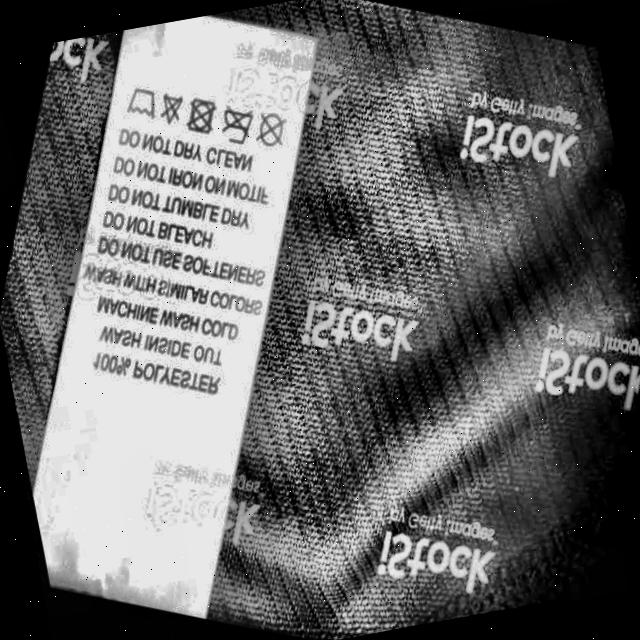 100% POLYESTER
WASH INSIDE OUT
MACHINE WASH COLD
WASH WITH SIMILAR COLORS
DO NOT USE SOFTENERS
DO NOT BLEACH
DO NOT TUMBLE DRY
DO NOT IRON ON MOTIF
DO NOT DRY CLEAN
iStock
by Getty Images
iStock
by Getty Images
iStock
by Getty Images
iStock
by Getty Images